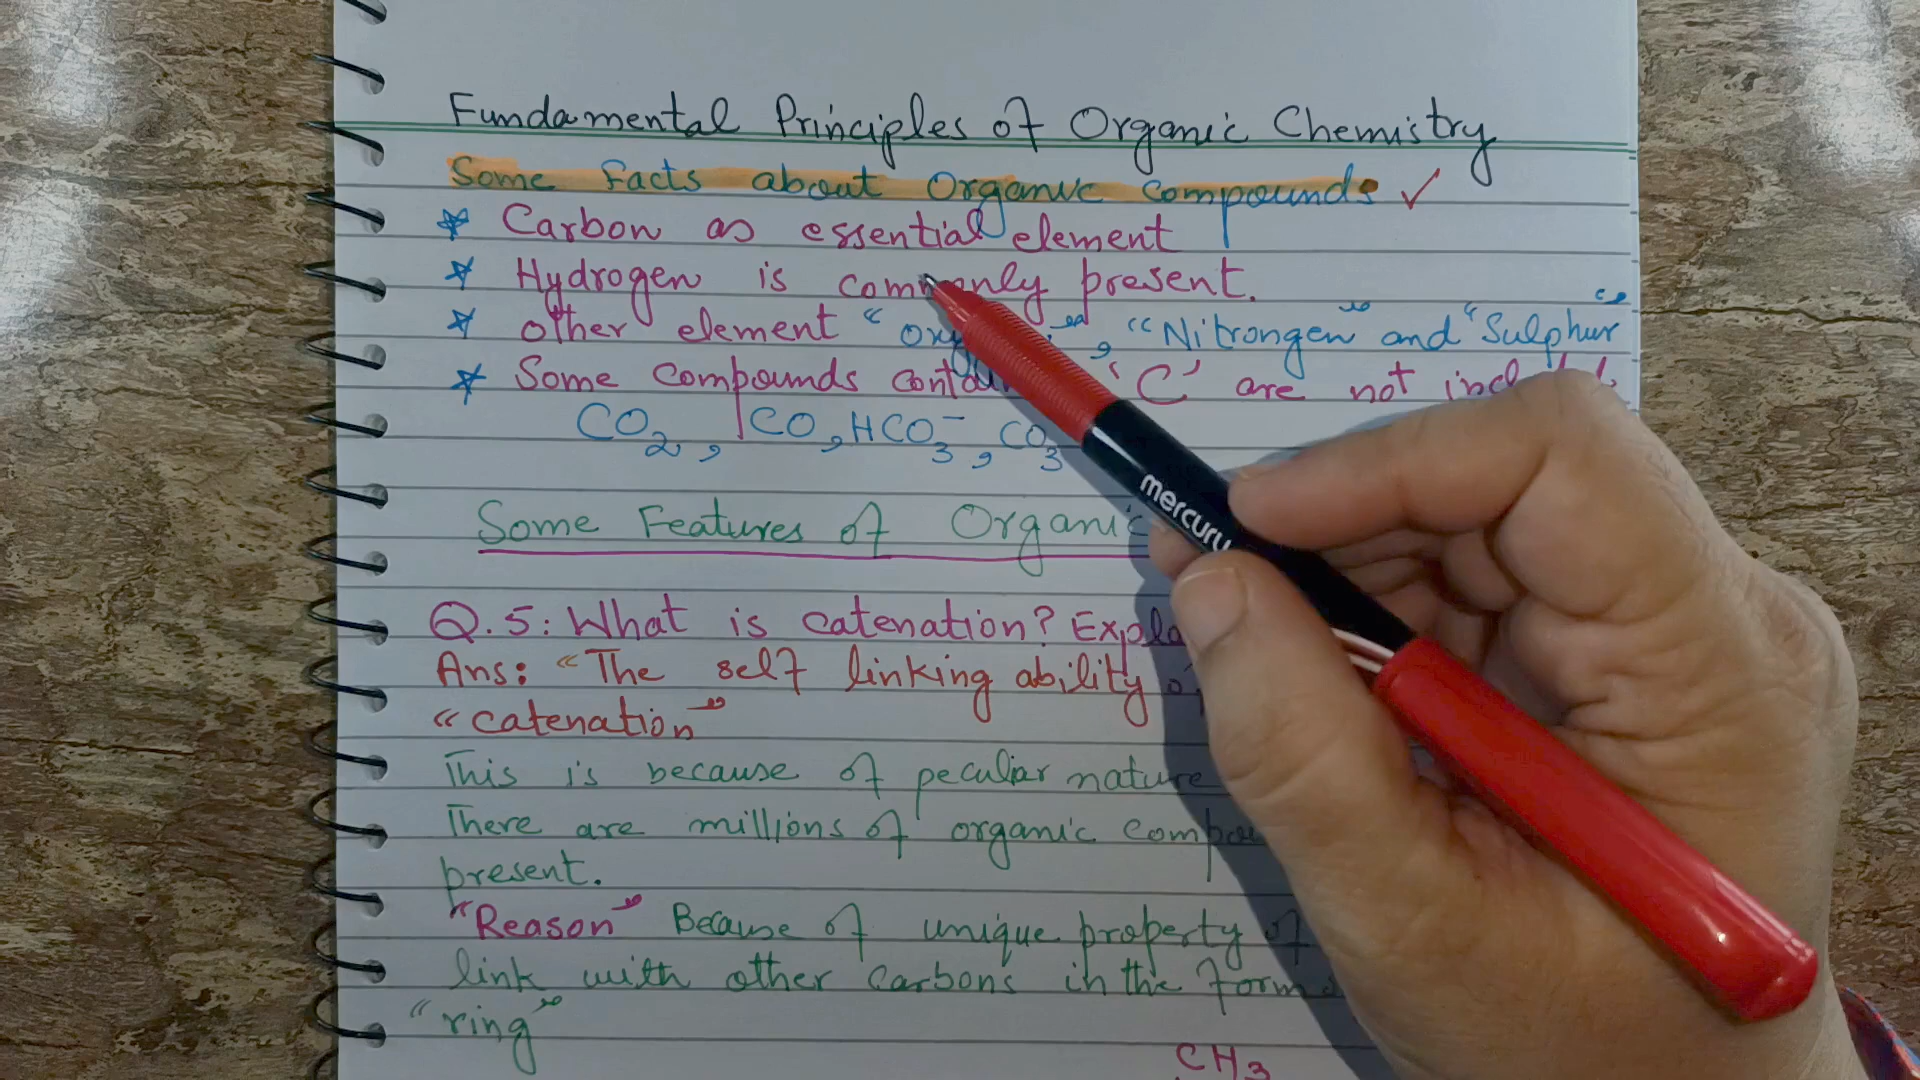 Fundamental Principles of Organic Chemistry
Some Facts about Organic compounds ✓
* Carbon as essential element
* Hydrogen is commonly present.
* other element " ", "Nitrongen" and "Sulphur"
* Some compounds 'C' are not
CO2, CO, HCO3-, CO3
Some Features of Organic
Q.5: What is catenation?
Ans: "The self linking ability
"catenation"
This is because of peculiar nature
There are millions of organic
present.
"Reason" Because of unique property of
link with other carbons in the form
"ring"
CH3
mercury